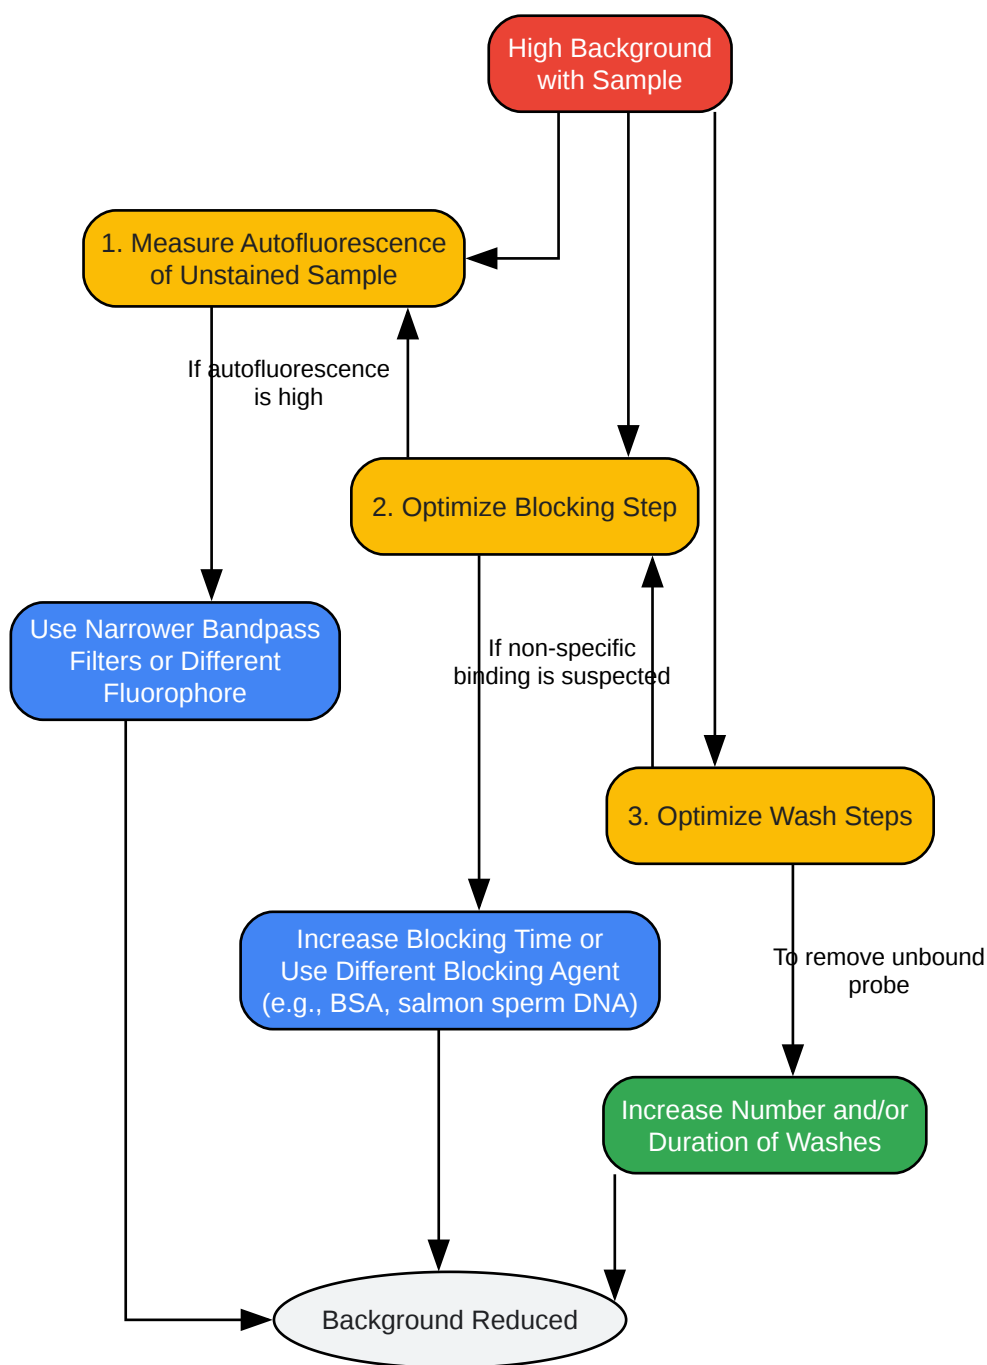 High Background
with Sample
1. Measure Autofluorescence
of Unstained Sample
If autofluorescence
is high
2. Optimize Blocking Step
Use Narrower Bandpass
Filters or Different
Fluorophore
If non-specific
binding is suspected
3. Optimize Wash Steps
Increase Blocking Time or
Use Different Blocking Agent
(e.g., BSA, salmon sperm DNA)
To remove unbound
probe
Increase Number and/or
Duration of Washes
Background Reduced